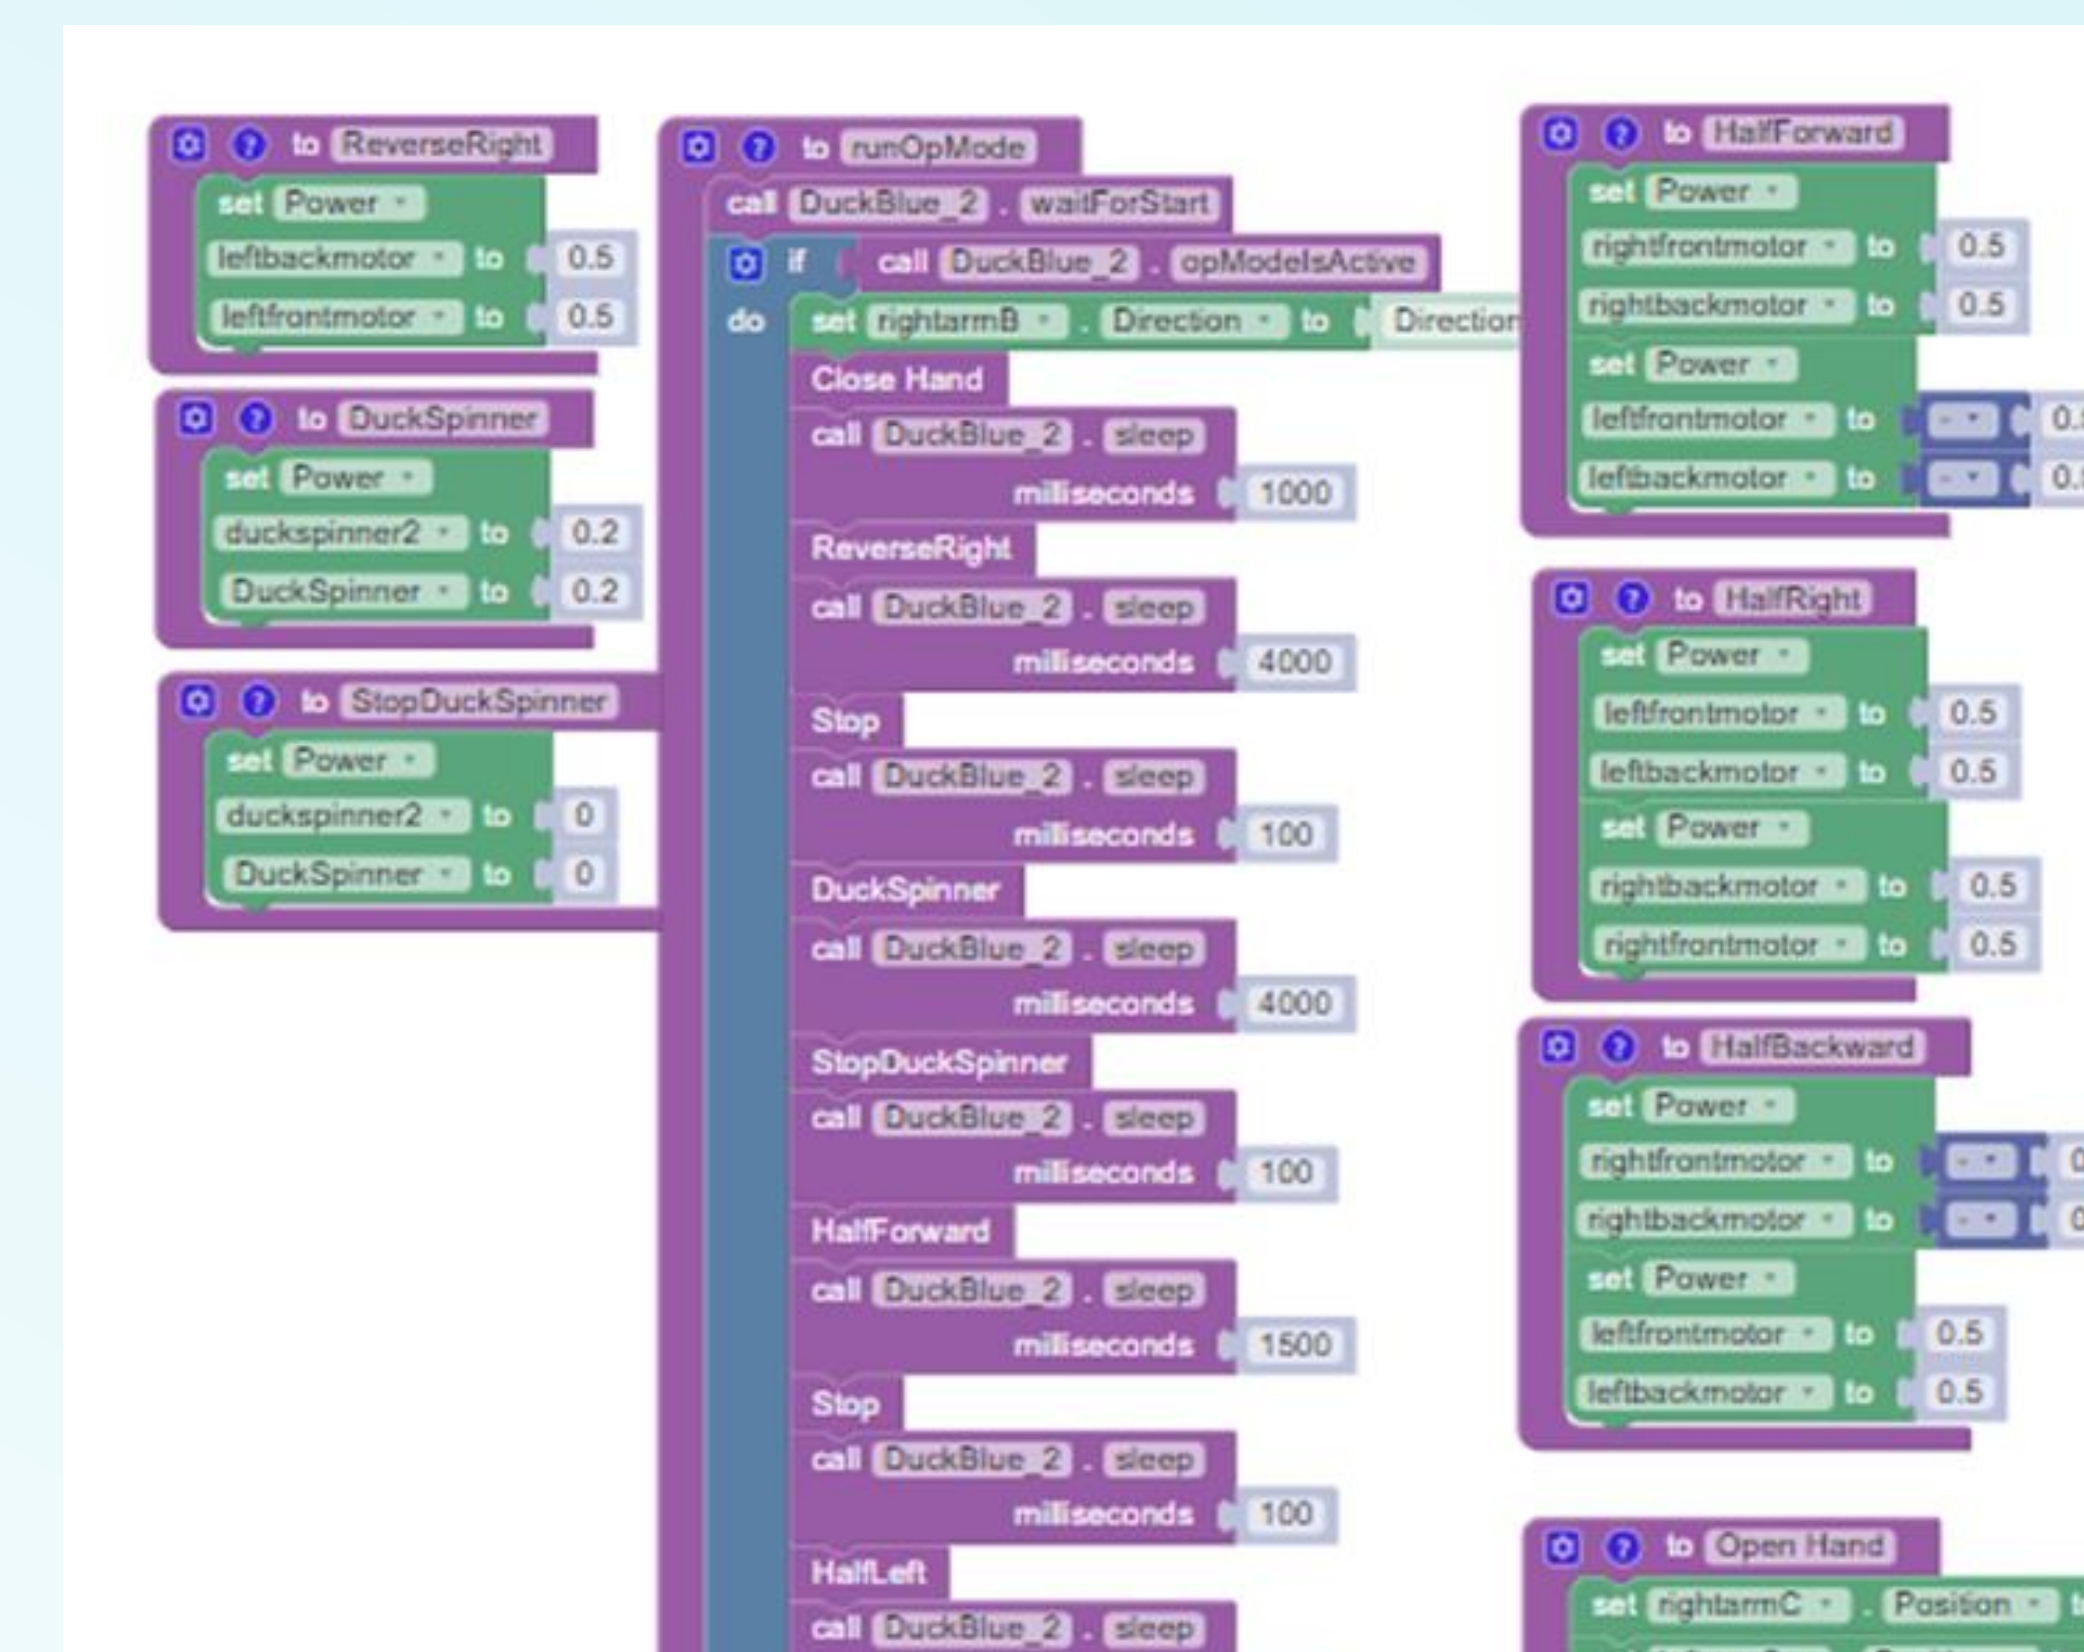 to ReverseRight
set Power
leftbackmotor to 0.5
leftfrontmotor to 0.5
to DuckSpinner
set Power
duckspinner2 to 0.2
DuckSpinner to 0.2
to StopDuckSpinner
set Power
duckspinner2 to 0
DuckSpinner to 0
to runOpMode
call DuckBlue_2 . waitForStart
if call DuckBlue_2 . opModeIsActive
do set rightarmB . Direction to Direction
Close Hand
call DuckBlue_2 . sleep
milliseconds 1000
ReverseRight
call DuckBlue_2 . sleep
milliseconds 4000
Stop
call DuckBlue_2 . sleep
milliseconds 100
DuckSpinner
call DuckBlue_2 . sleep
milliseconds 4000
StopDuckSpinner
call DuckBlue_2 . sleep
milliseconds 100
HalfForward
call DuckBlue_2 . sleep
milliseconds 1500
Stop
call DuckBlue_2 . sleep
milliseconds 100
HalfLeft
call DuckBlue_2 . sleep
to HalfForward
set Power
rightfrontmotor to 0.5
rightbackmotor to 0.5
set Power
leftfrontmotor to -
leftbackmotor to -
to HalfRight
set Power
leftfrontmotor to 0.5
leftbackmotor to 0.5
set Power
rightbackmotor to 0.5
rightfrontmotor to 0.5
to HalfBackward
set Power
rightfrontmotor to -
rightbackmotor to -
set Power
leftfrontmotor to 0.5
leftbackmotor to 0.5
to Open Hand
set rightarmC . Position